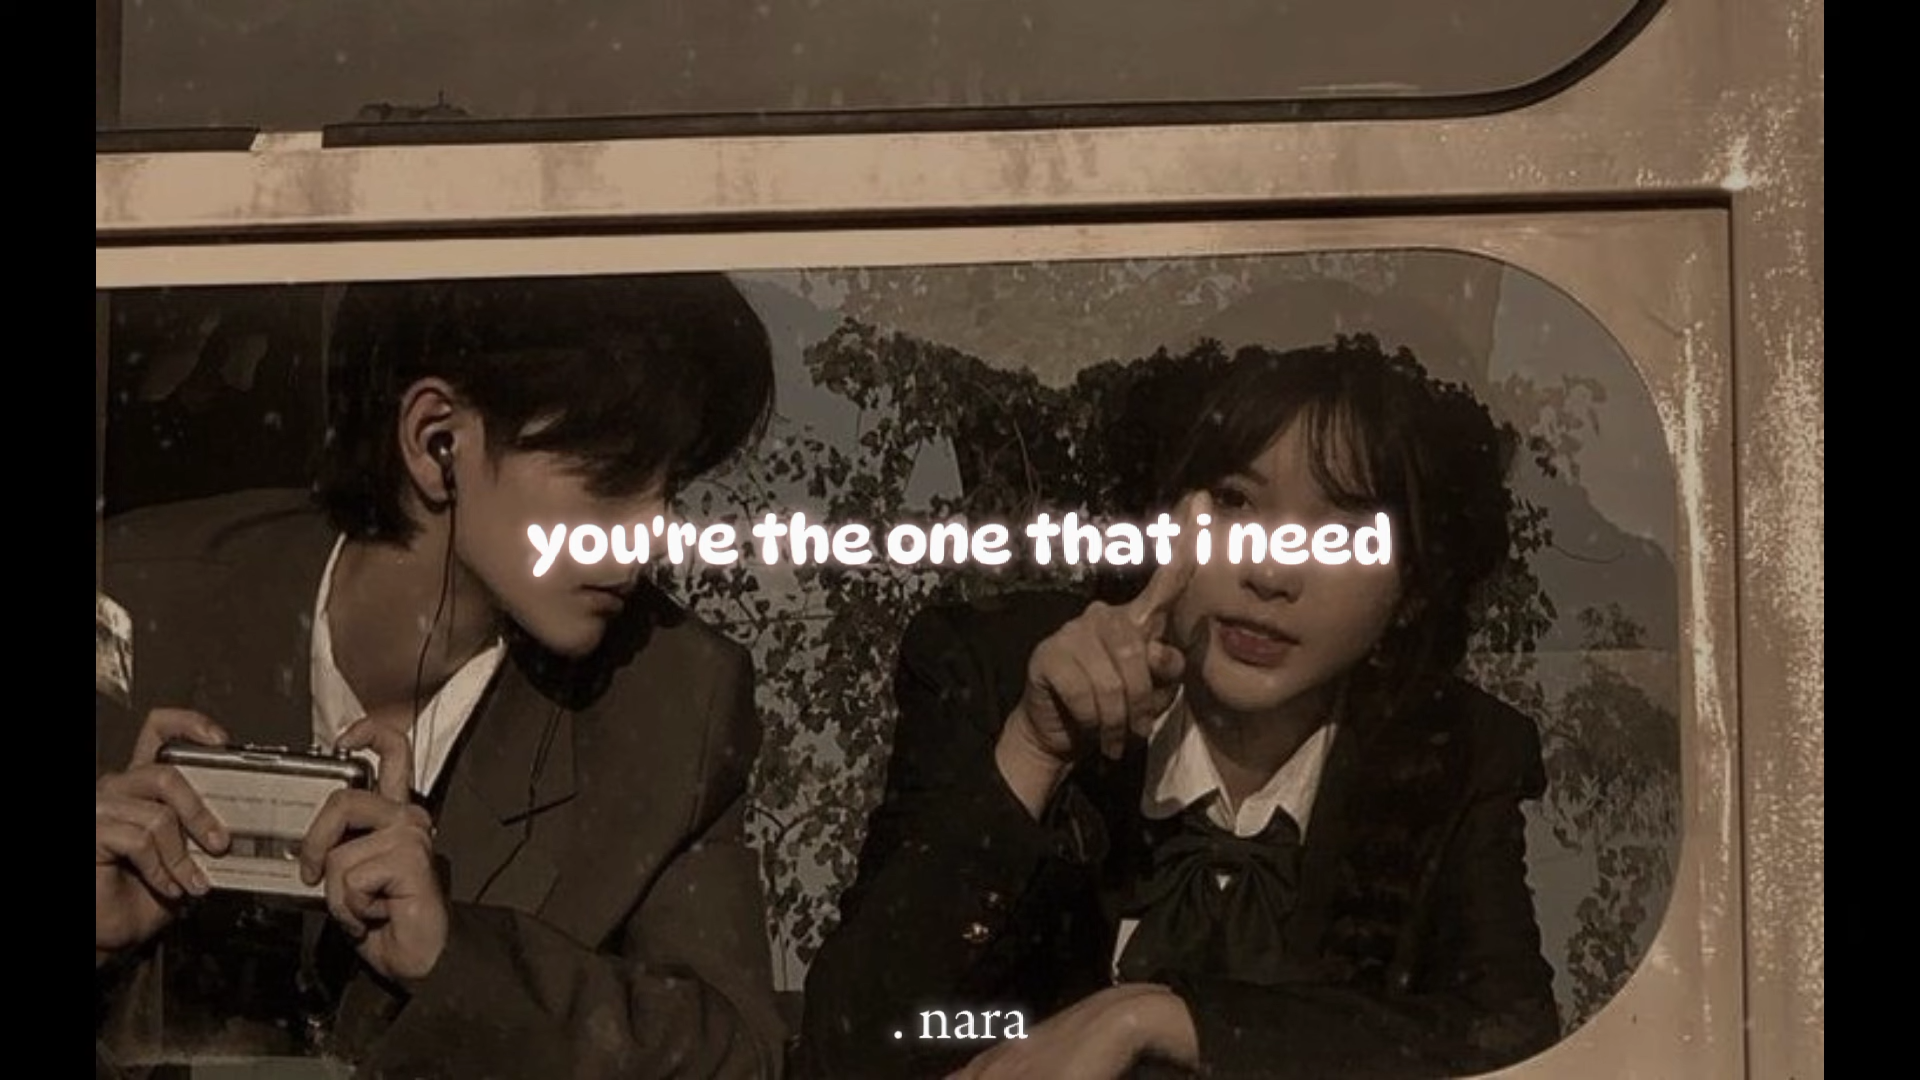 you're the one that i need
. nara